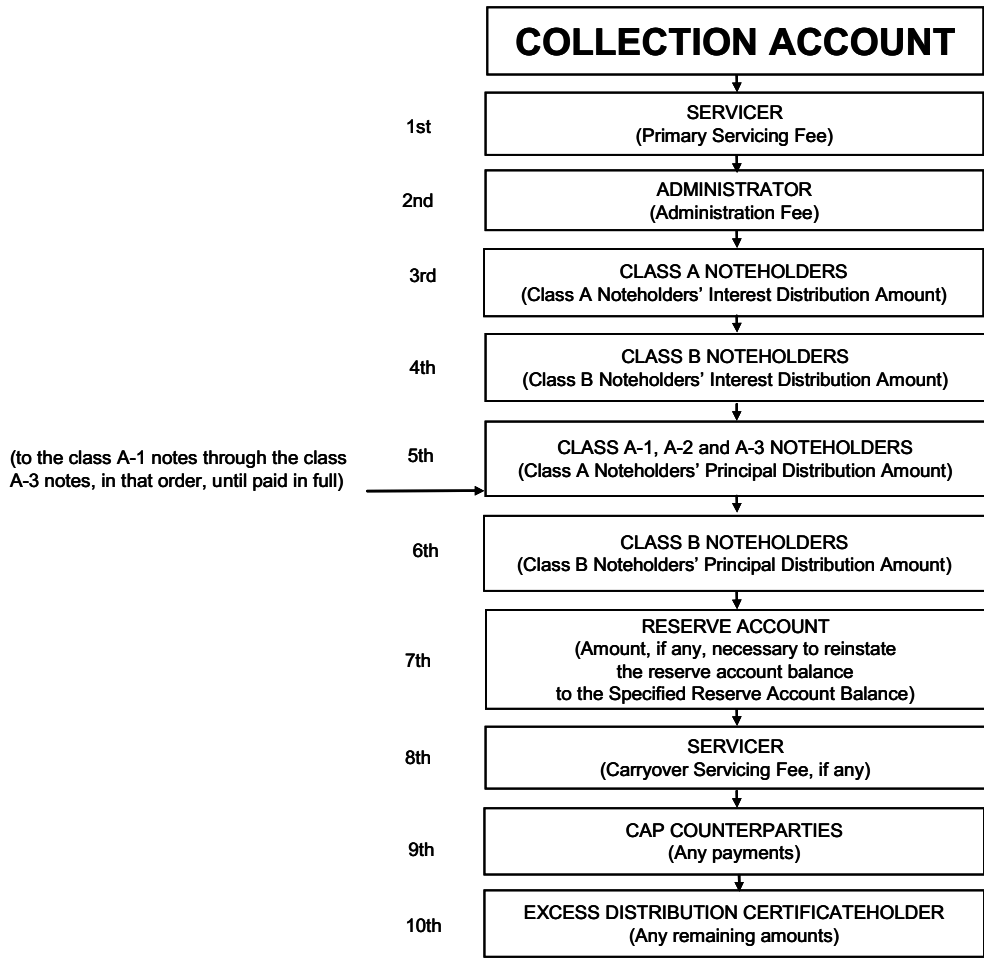 COLLECTION ACCOUNT
1st
SERVICER
(Primary Servicing Fee)
2nd
ADMINISTRATOR
(Administration Fee)
3rd
CLASS A NOTEHOLDERS
(Class A Noteholders’ Interest Distribution Amount)
4th
CLASS B NOTEHOLDERS
(Class B Noteholders’ Interest Distribution Amount)
(to the class A-1 notes through the class
A-3 notes, in that order, until paid in full)
5th
CLASS A-1, A-2 and A-3 NOTEHOLDERS
(Class A Noteholders’ Principal Distribution Amount)
6th
CLASS B NOTEHOLDERS
(Class B Noteholders’ Principal Distribution Amount)
7th
RESERVE ACCOUNT
(Amount, if any, necessary to reinstate
the reserve account balance
to the Specified Reserve Account Balance)
8th
SERVICER
(Carryover Servicing Fee, if any)
9th
CAP COUNTERPARTIES
(Any payments)
10th
EXCESS DISTRIBUTION CERTIFICATEHOLDER
(Any remaining amounts)